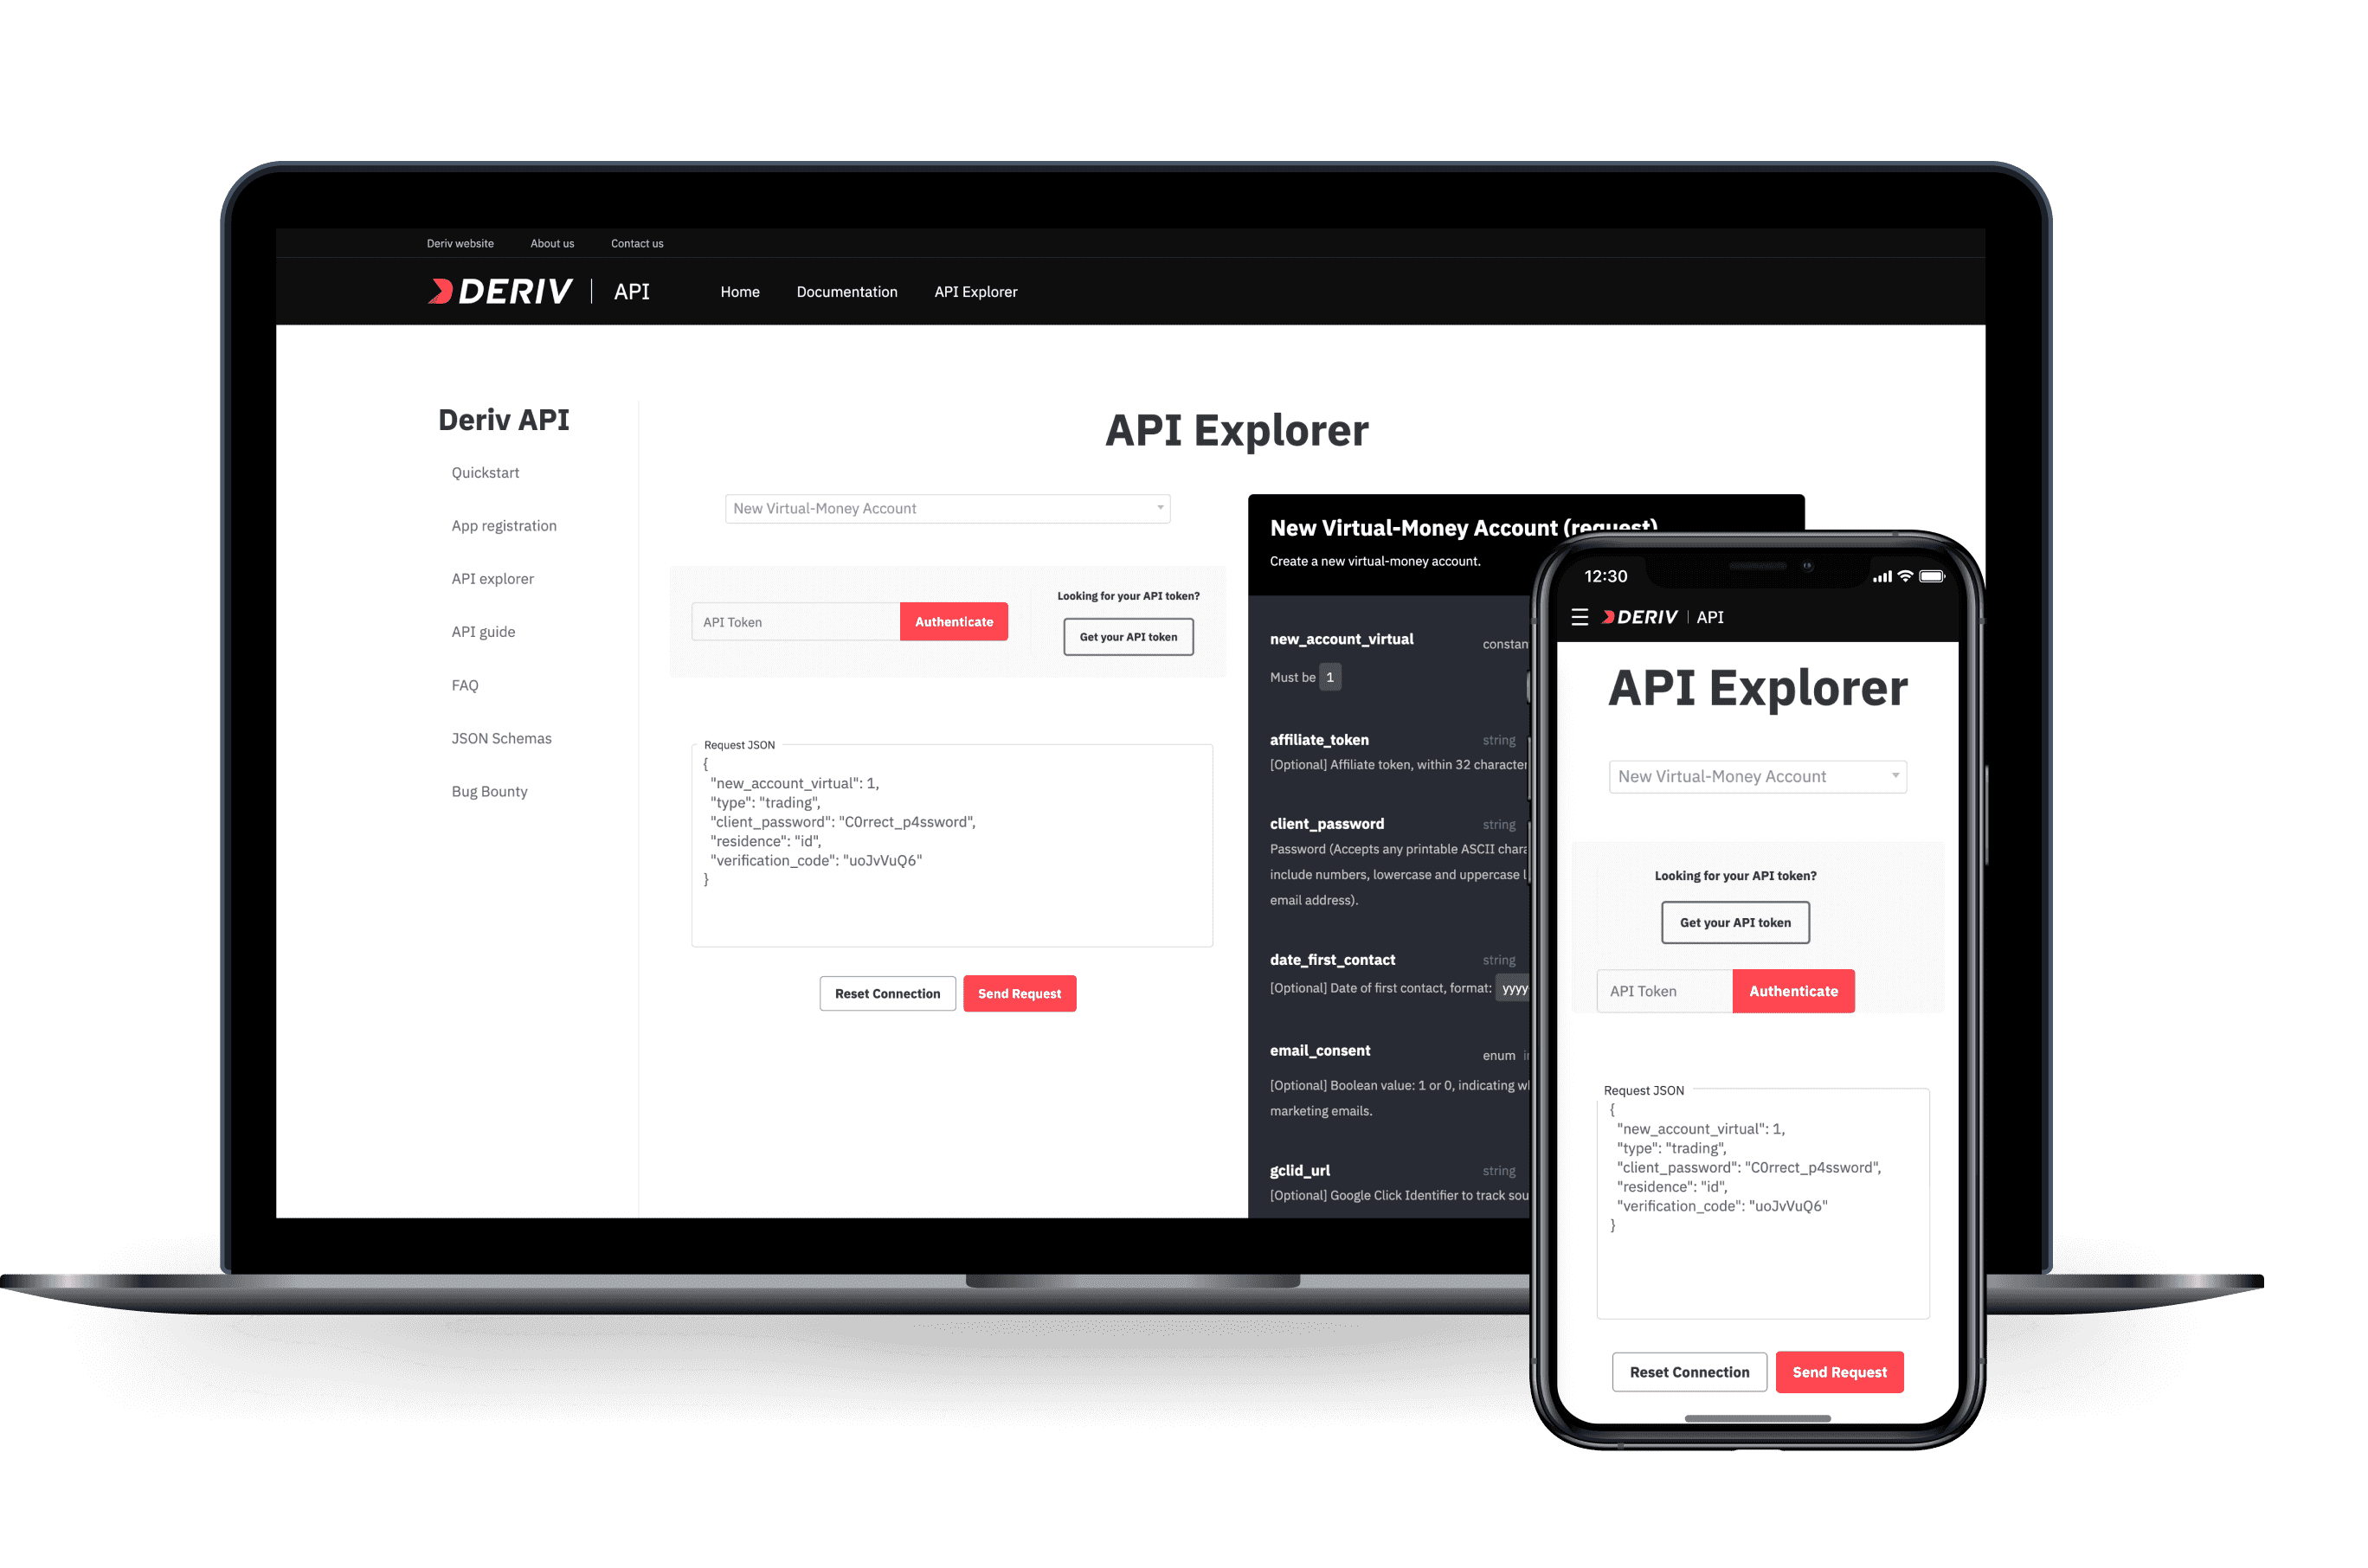 Deriv website About us Contact us
DERIV API Home Documentation API Explorer
Deriv API
Quickstart
App registration
API explorer
API guide
FAQ
JSON Schemas
Bug Bounty
API Explorer
New Virtual-Money Account
API Token Authenticate
Looking for your API token?
Get your API token
Request JSON
{
"new_account_virtual": 1,
"type": "trading",
"client_password": "C0rrect_p4ssword",
"residence": "id",
"verification_code": "uoJvVuQ6"
}
Reset Connection Send Request
New Virtual-Money Account (request)
Create a new virtual-money account.
new_account_virtual constan
Must be 1
affiliate_token string
[Optional] Affiliate token, within 32 character
client_password string
Password (Accepts any printable ASCII chara
include numbers, lowercase and uppercase l
email address).
date_first_contact string
[Optional] Date of first contact, format: yyyy
email_consent enum
[Optional] Boolean value: 1 or 0, indicating wh
marketing emails.
gclid_url string
[Optional] Google Click Identifier to track sou
12:30
DERIV API
API Explorer
New Virtual-Money Account
Looking for your API token?
Get your API token
API Token Authenticate
Request JSON
{
"new_account_virtual": 1,
"type": "trading",
"client_password": "C0rrect_p4ssword",
"residence": "id",
"verification_code": "uoJvVuQ6"
}
Reset Connection Send Request